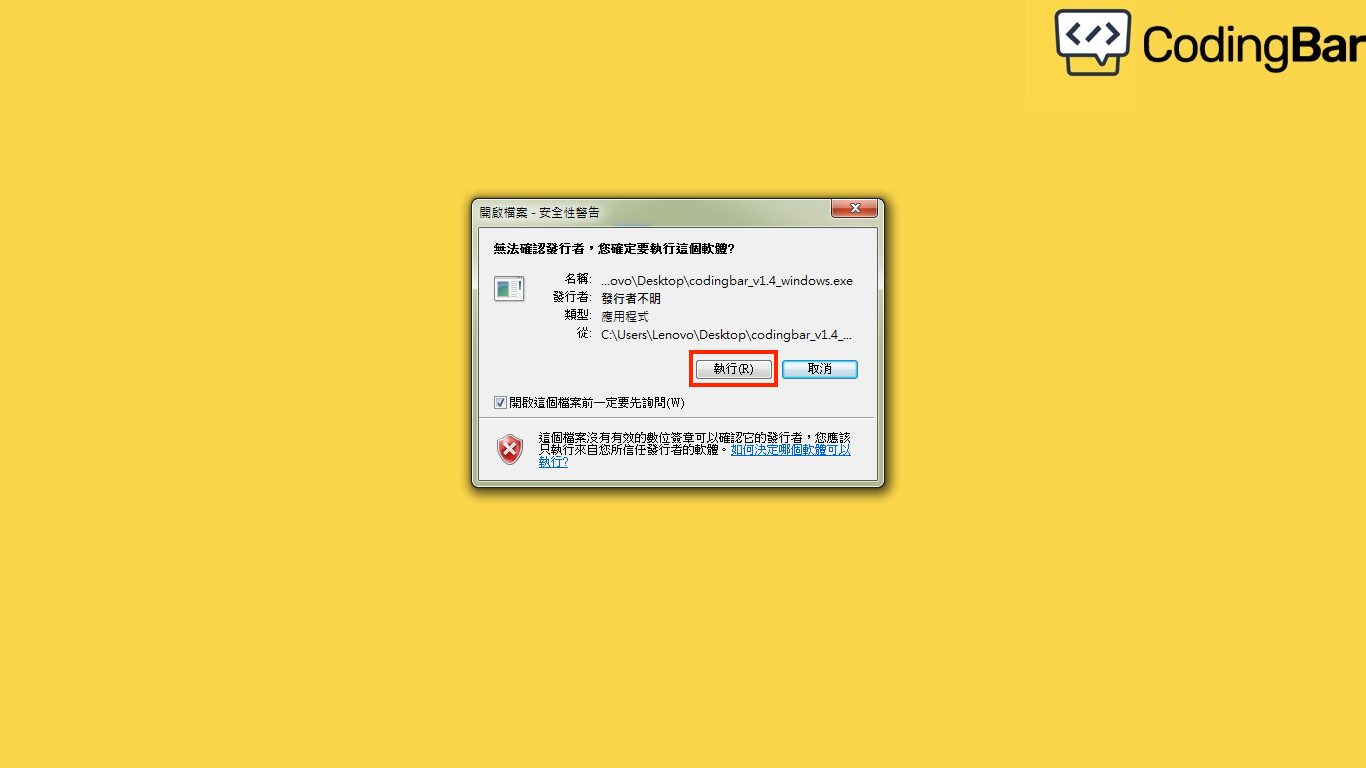 CodingBar
開啟檔案 - 安全性警告
無法確認發行者，您確定要執行這個軟體?
名稱: ...ovo\Desktop\codingbar_v1.4_windows.exe
發行者: 發行者不明
類型: 應用程式
從: C:\Users\Lenovo\Desktop\codingbar_v1.4_...
執行(R) 取消
開啟這個檔案前一定要先詢問(W)
這個檔案沒有有效的數位簽章可以確認它的發行者，您應該
只執行來自您所信任發行者的軟體。如何決定哪個軟體可以
執行?